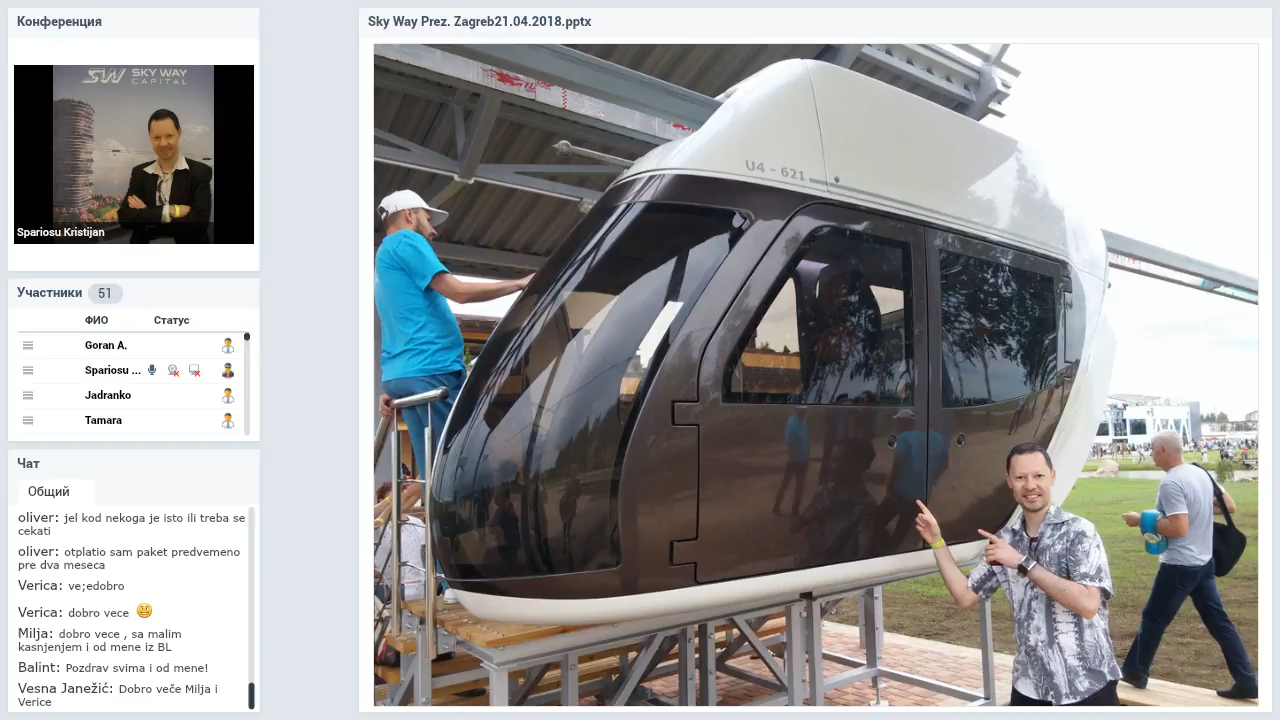 Конференция
SKY WAY
CAPITAL
Spariosu Kristijan
Участники 51
ФИО Статус
Goran A.
Spariosu ...
Jadranko
Tamara
Чат
Общий
oliver: jel kod nekoga je isto ili treba se
cekati
oliver: otplatio sam paket predvemeno
pre dva meseca
Verica: ve;edobro
Verica: dobro vece
Milja: dobro vece , sa malim
kasnjenjem i od mene iz BL
Balint: Pozdrav svima i od mene!
Vesna Janežić: Dobro veče Milja i
Verice
Sky Way Prez. Zagreb21.04.2018.pptx
U4 - 621